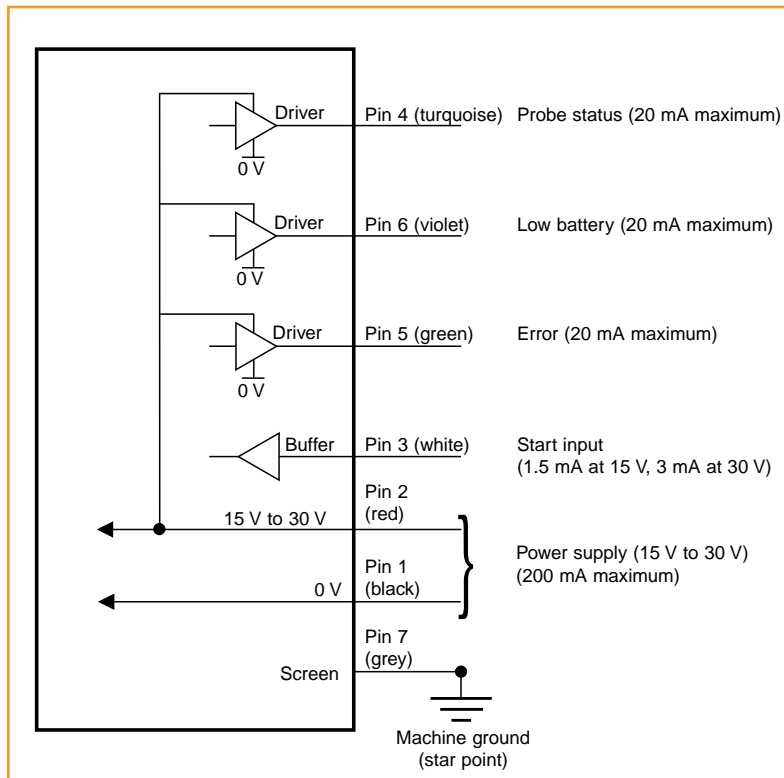 Driver Pin 4 (turquoise) Probe status (20 mA maximum)
0 V
Driver Pin 6 (violet) Low battery (20 mA maximum)
0 V
Driver Pin 5 (green) Error (20 mA maximum)
0 V
Buffer Pin 3 (white) Start input
(1.5 mA at 15 V, 3 mA at 30 V)
Pin 2
(red)
15 V to 30 V
Power supply (15 V to 30 V)
(200 mA maximum)
Pin 1
(black)
0 V
Pin 7
(grey)
Screen
Machine ground
(star point)